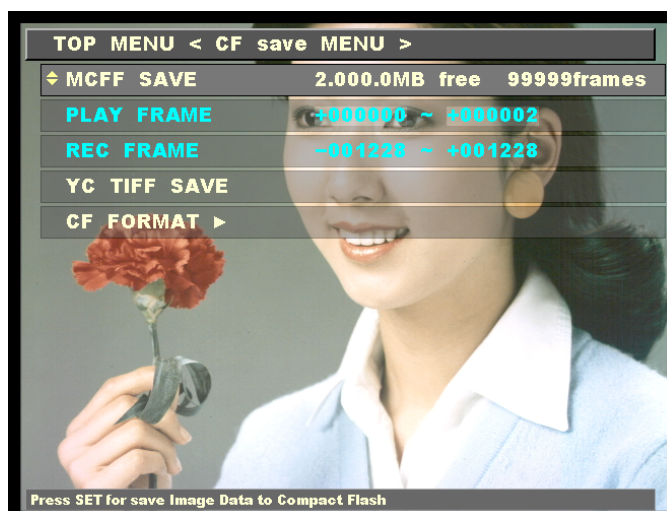 TOP MENU < CF save MENU >
MCFF SAVE 2.000.0MB free 99999frames
PLAY FRAME +000000 ~ +000002
REC FRAME -001228 ~ +001228
YC TIFF SAVE
CF FORMAT ►
Press SET for save Image Data to Compact Flash